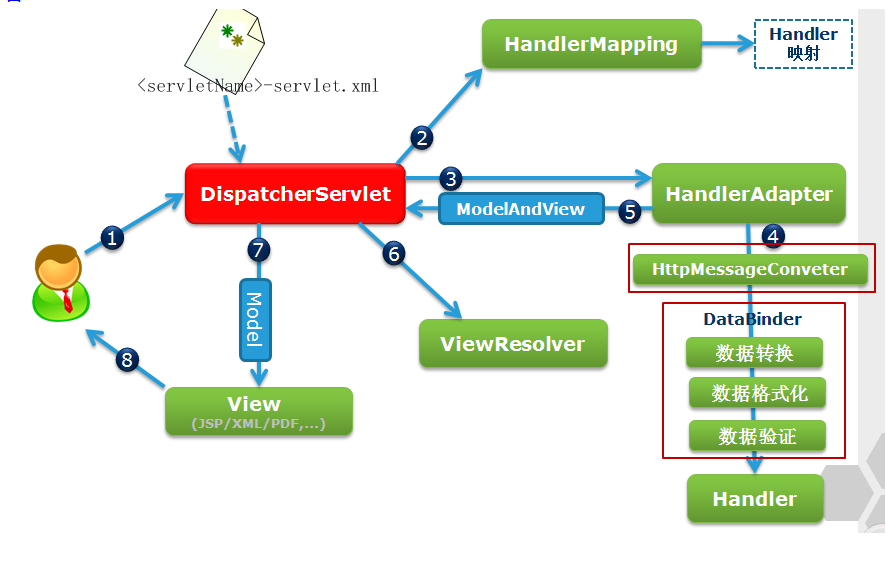 HandlerMapping
Handler
映射
<servletName>-servlet.xml
2
DispatcherServlet
3
HandlerAdapter
ModelAndView
5
1
7
6
4
HttpMessageConveter
Model
DataBinder
ViewResolver
数据转换
8
数据格式化
View
(JSP/XML/PDF,...)
数据验证
Handler